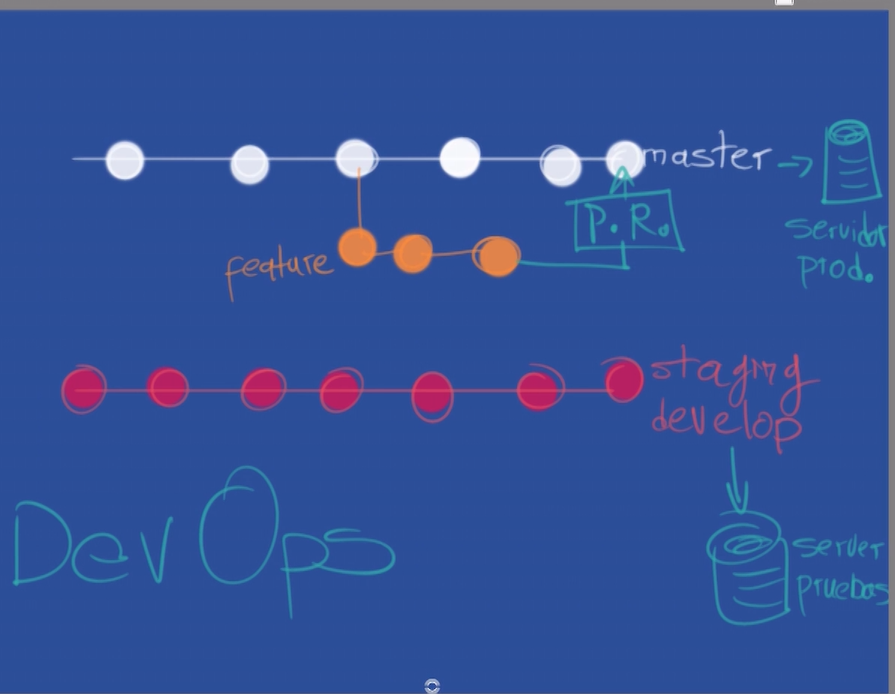 master
P. R.
servidor
prod.
feature
staging
develop
DevOps
server
pruebas